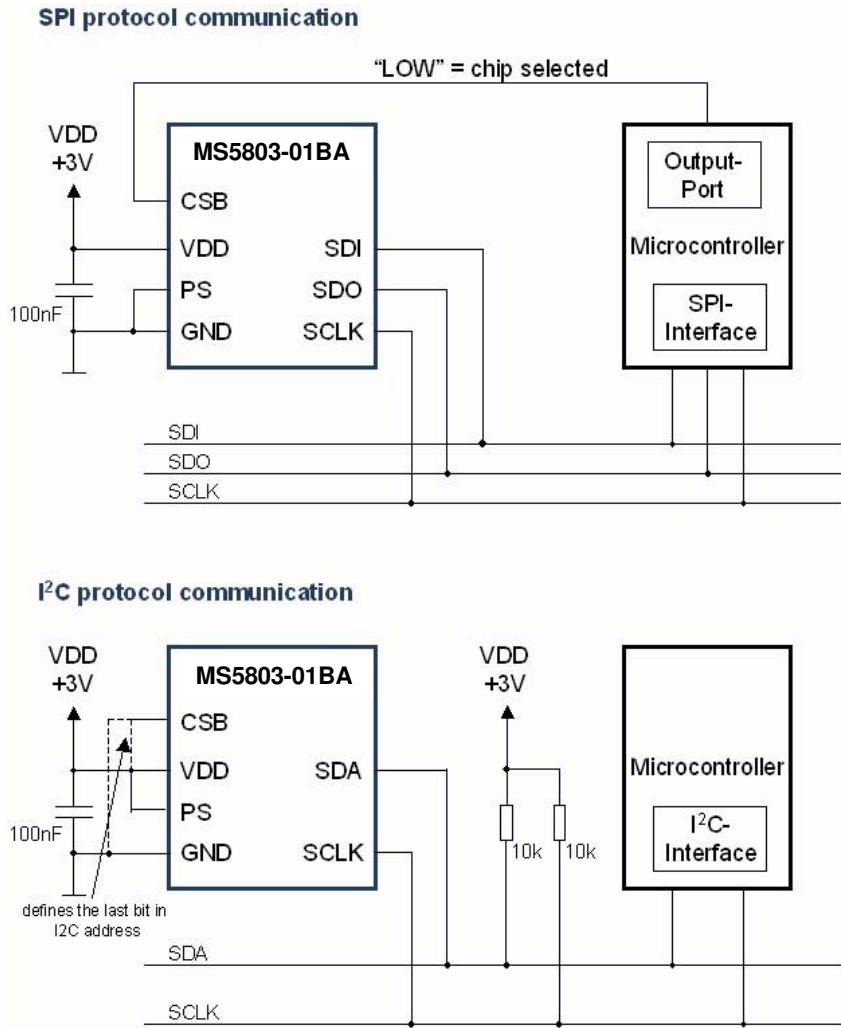 SPI protocol communication
"LOW" = chip selected
VDD
+3V
100nF
MS5803-01BA
CSB
VDD
PS
GND
SDI
SDO
SCLK
Output-
Port
Microcontroller
SPI-
Interface
SDI
SDO
SCLK
I²C protocol communication
VDD
+3V
100nF
MS5803-01BA
CSB
VDD
PS
GND
SDA
SCLK
VDD
+3V
10k
10k
Microcontroller
I²C-
Interface
defines the last bit in
I2C address
SDA
SCLK